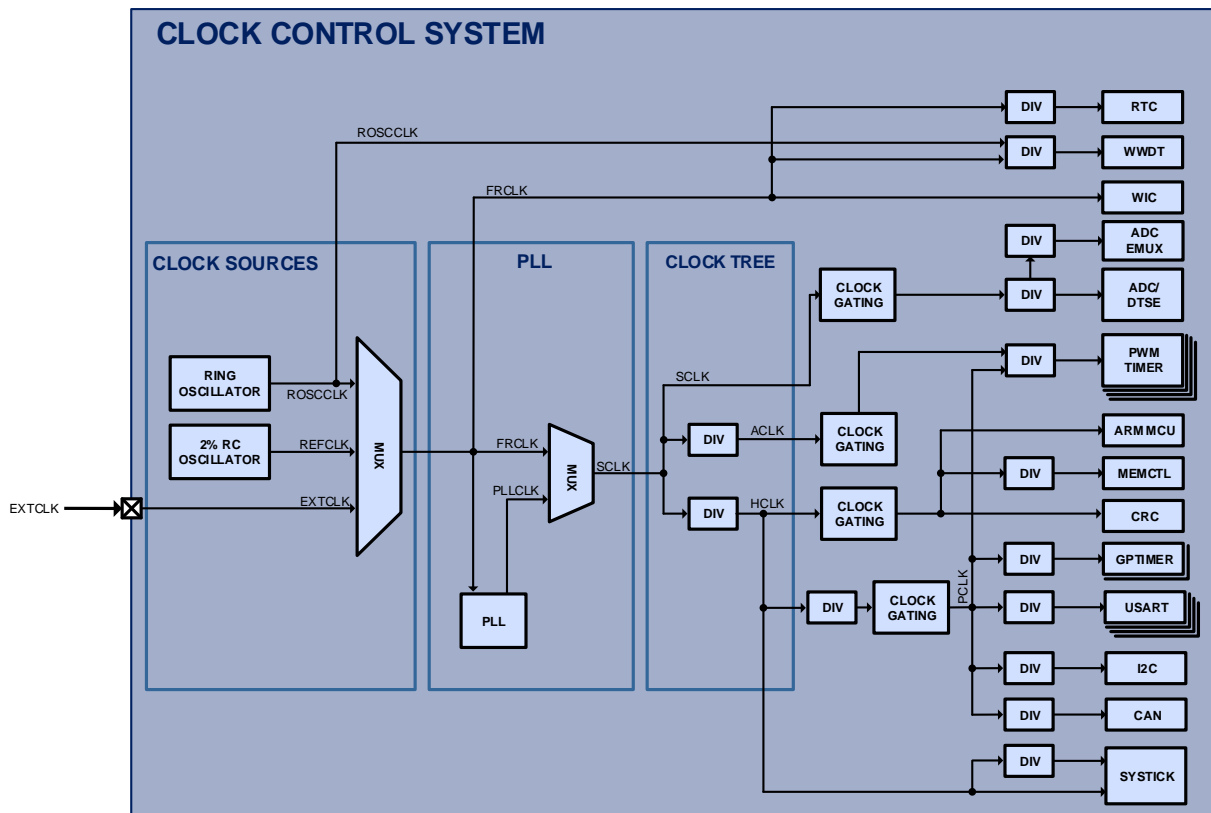 CLOCK CONTROL SYSTEM
DIV
RTC
ROSCCLK
DIV
WWDT
FRCLK
WIC
CLOCK SOURCES
PLL
CLOCK TREE
DIV
ADC
EMUX
CLOCK
GATING
DIV
ADC/
DTSE
RING
OSCILLATOR
ROSCCLK
MUX
SCLK
DIV
PWM
TIMER
2% RC
OSCILLATOR
REFCLK
FRCLK
MUX
SCLK
DIV
ACLK
CLOCK
GATING
ARM MCU
PLLCLK
DIV
MEMCTL
EXTCLK
EXTCLK
DIV
HCLK
CLOCK
GATING
CRC
PLL
DIV
CLOCK
GATING
PCLK
DIV
GPTIMER
DIV
USART
DIV
I2C
DIV
CAN
DIV
SYSTICK